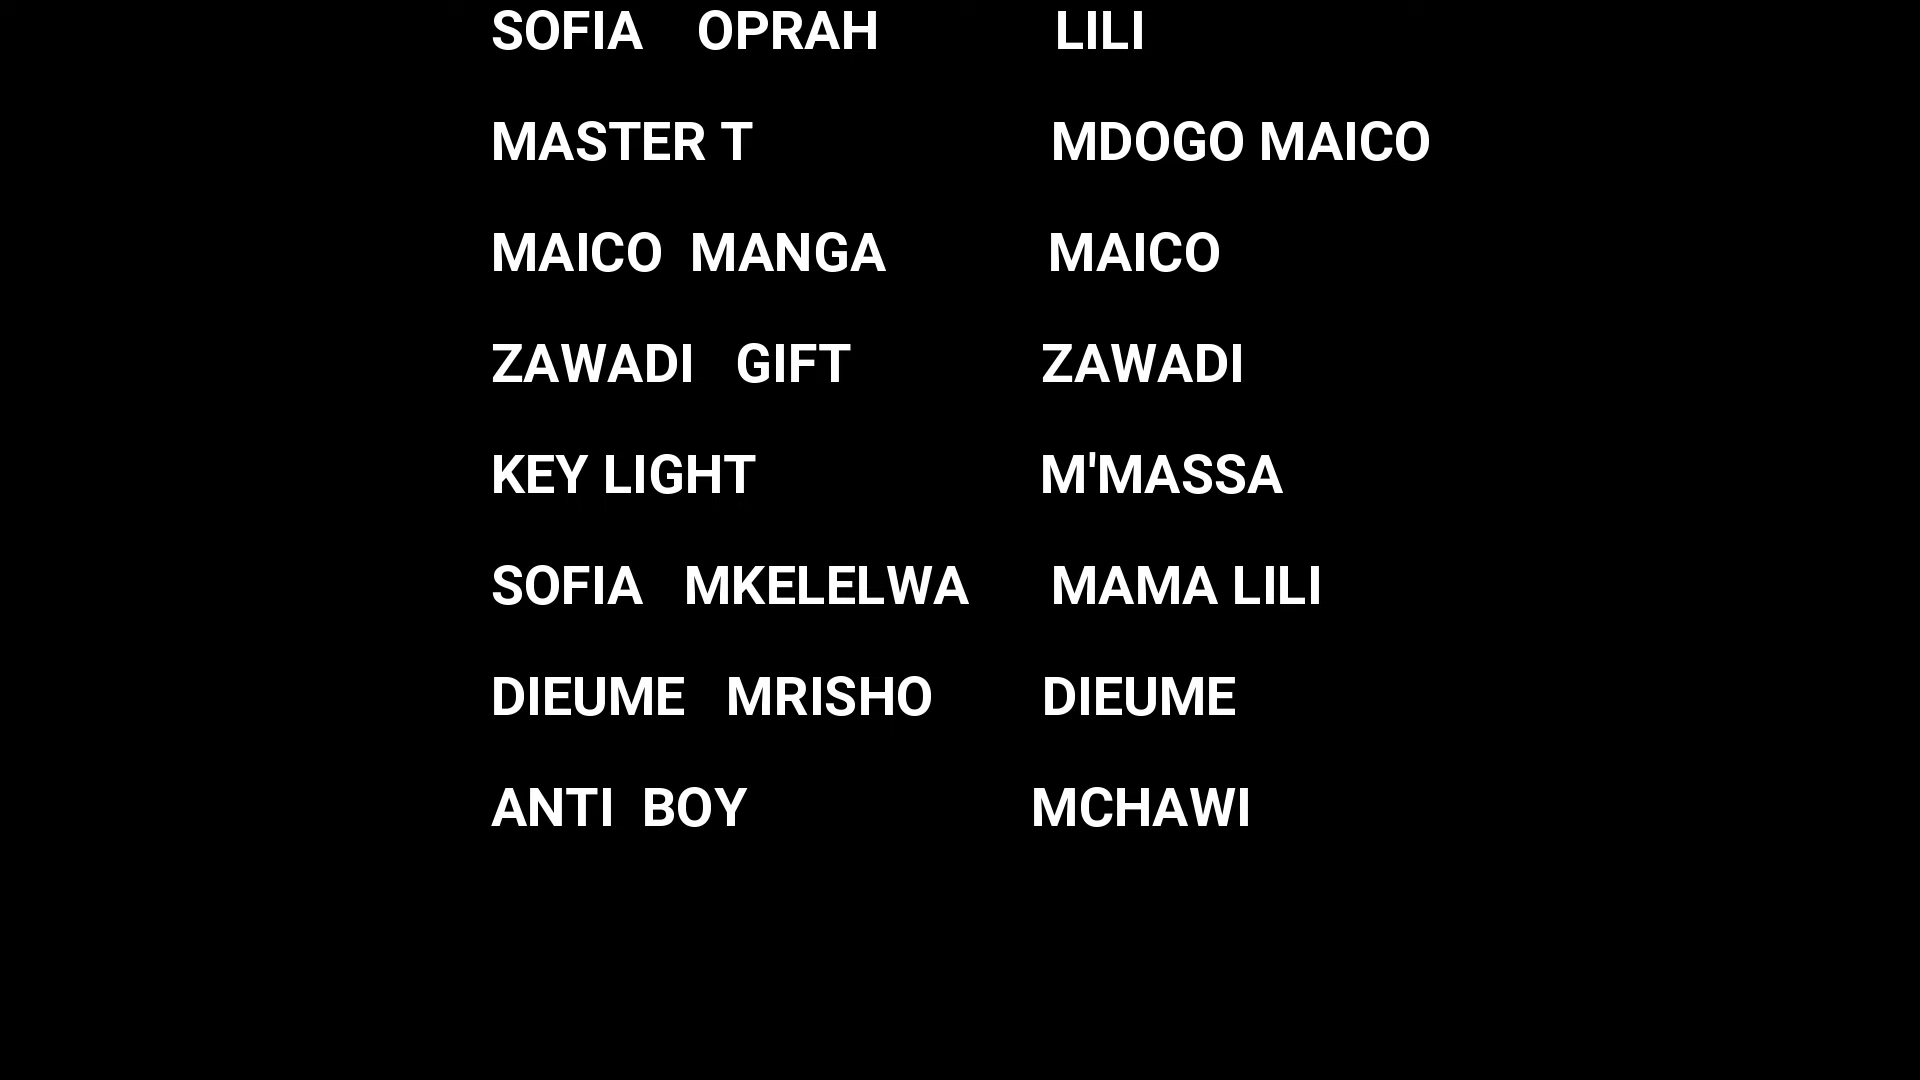 SOFIA OPRAH LILI
MASTER T MDOGO MAICO
MAICO MANGA MAICO
ZAWADI GIFT ZAWADI
KEY LIGHT M'MASSA
SOFIA MKELELWA MAMA LILI
DIEUME MRISHO DIEUME
ANTI BOY MCHAWI